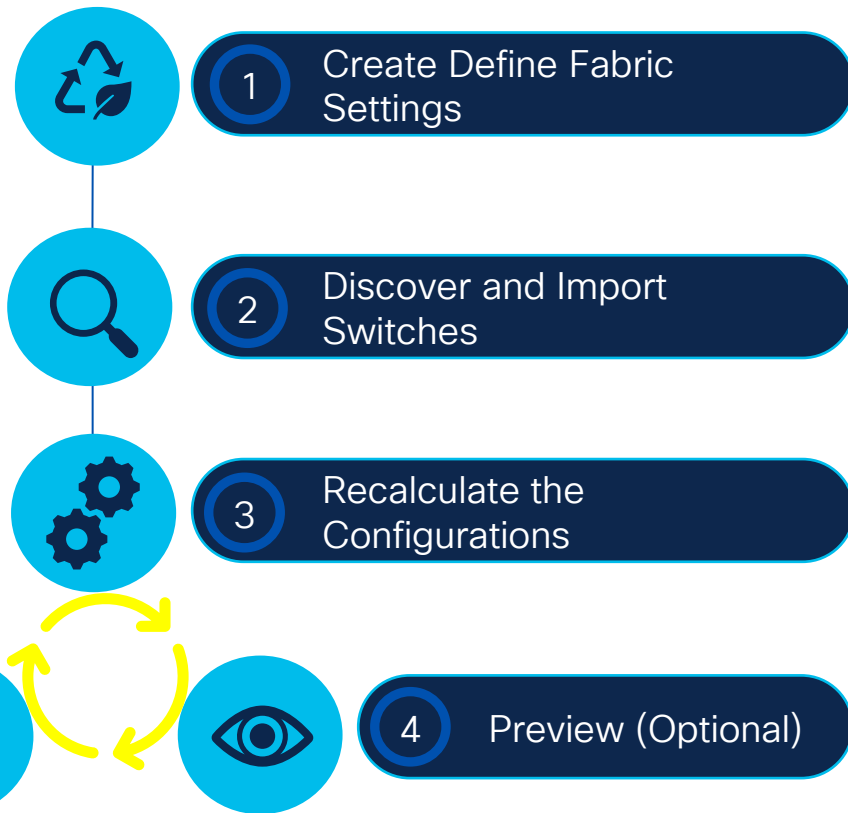 1
Create Define Fabric
Settings
2
Discover and Import
Switches
3
Recalculate the
Configurations
4
Preview (Optional)